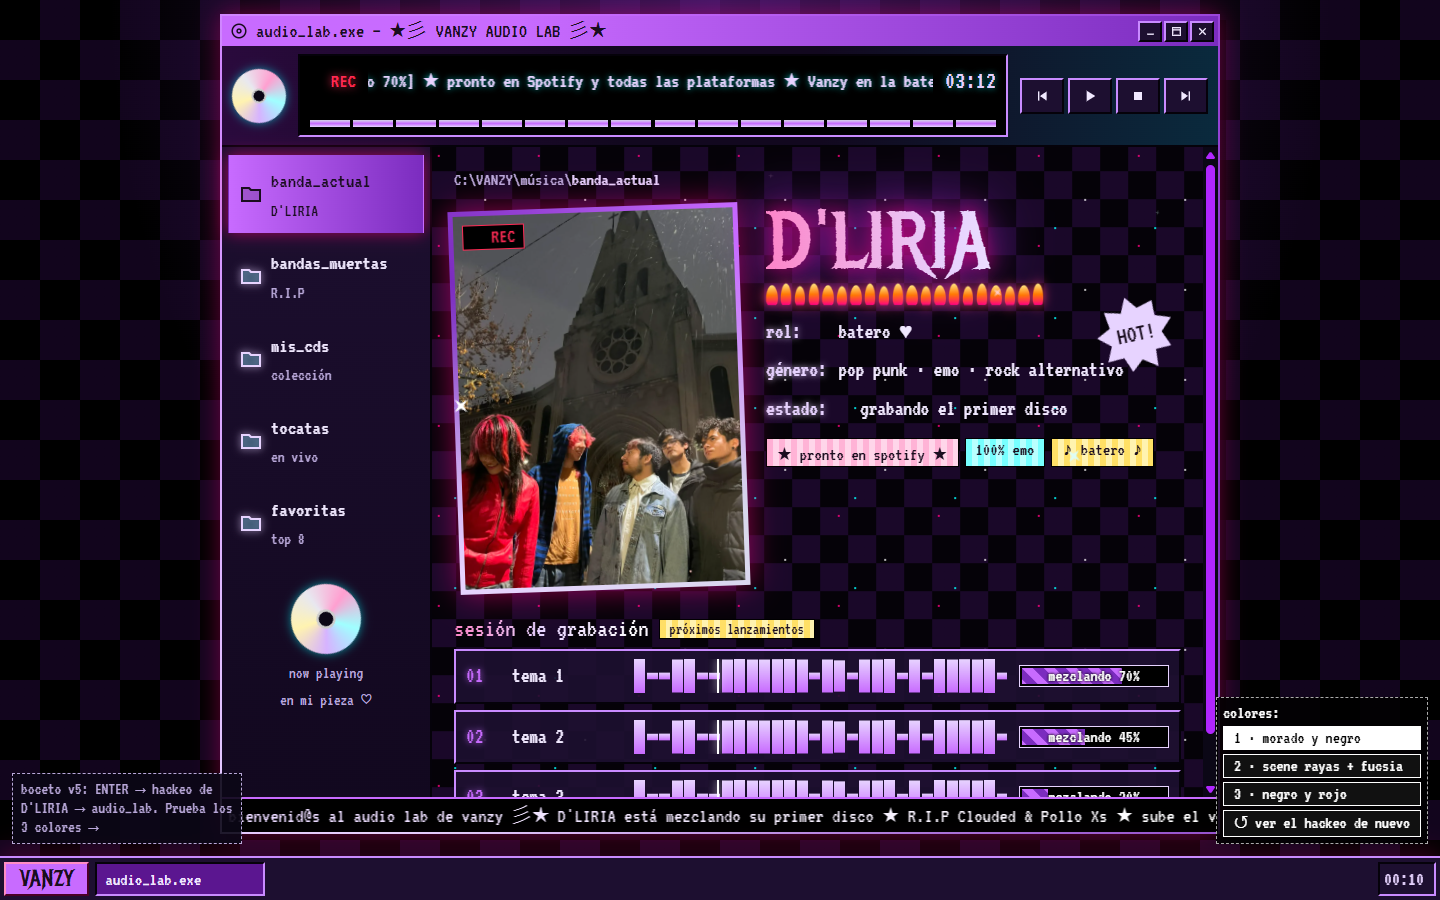 audio_lab.exe - ★彡 VANZY AUDIO LAB 彡★
REC o 70%] ★ pronto en Spotify y todas las plataformas ★ Vanzy en la bate 03:12
banda_actual
D'LIRIA
bandas_muertas
R.I.P
mis_cds
colección
tocatas
en vivo
favoritas
top 8
now playing
en mi pieza ♡
C:\VANZY\música\banda_actual
REC
D'LIRIA
rol: batero ♥
género: pop punk · emo · rock alternativo
estado: grabando el primer disco
HOT!
★ pronto en spotify ★ 100% emo ♪ batero ♪
sesión de grabación próximos lanzamientos
01 tema 1 mezclando 70%
02 tema 2 mezclando 45%
envenid@s al audio lab de vanzy 彡★ D'LIRIA está mezclando su primer disco ★ R.I.P Clouded & Pollo Xs ★ sube el v
boceto v5: ENTER → hackeo de
D'LIRIA → audio_lab. Prueba los
3 colores →
colores:
1 · morado y negro
2 · scene rayas + fucsia
3 · negro y rojo
↺ ver el hackeo de nuevo
VANZY audio_lab.exe 00:10